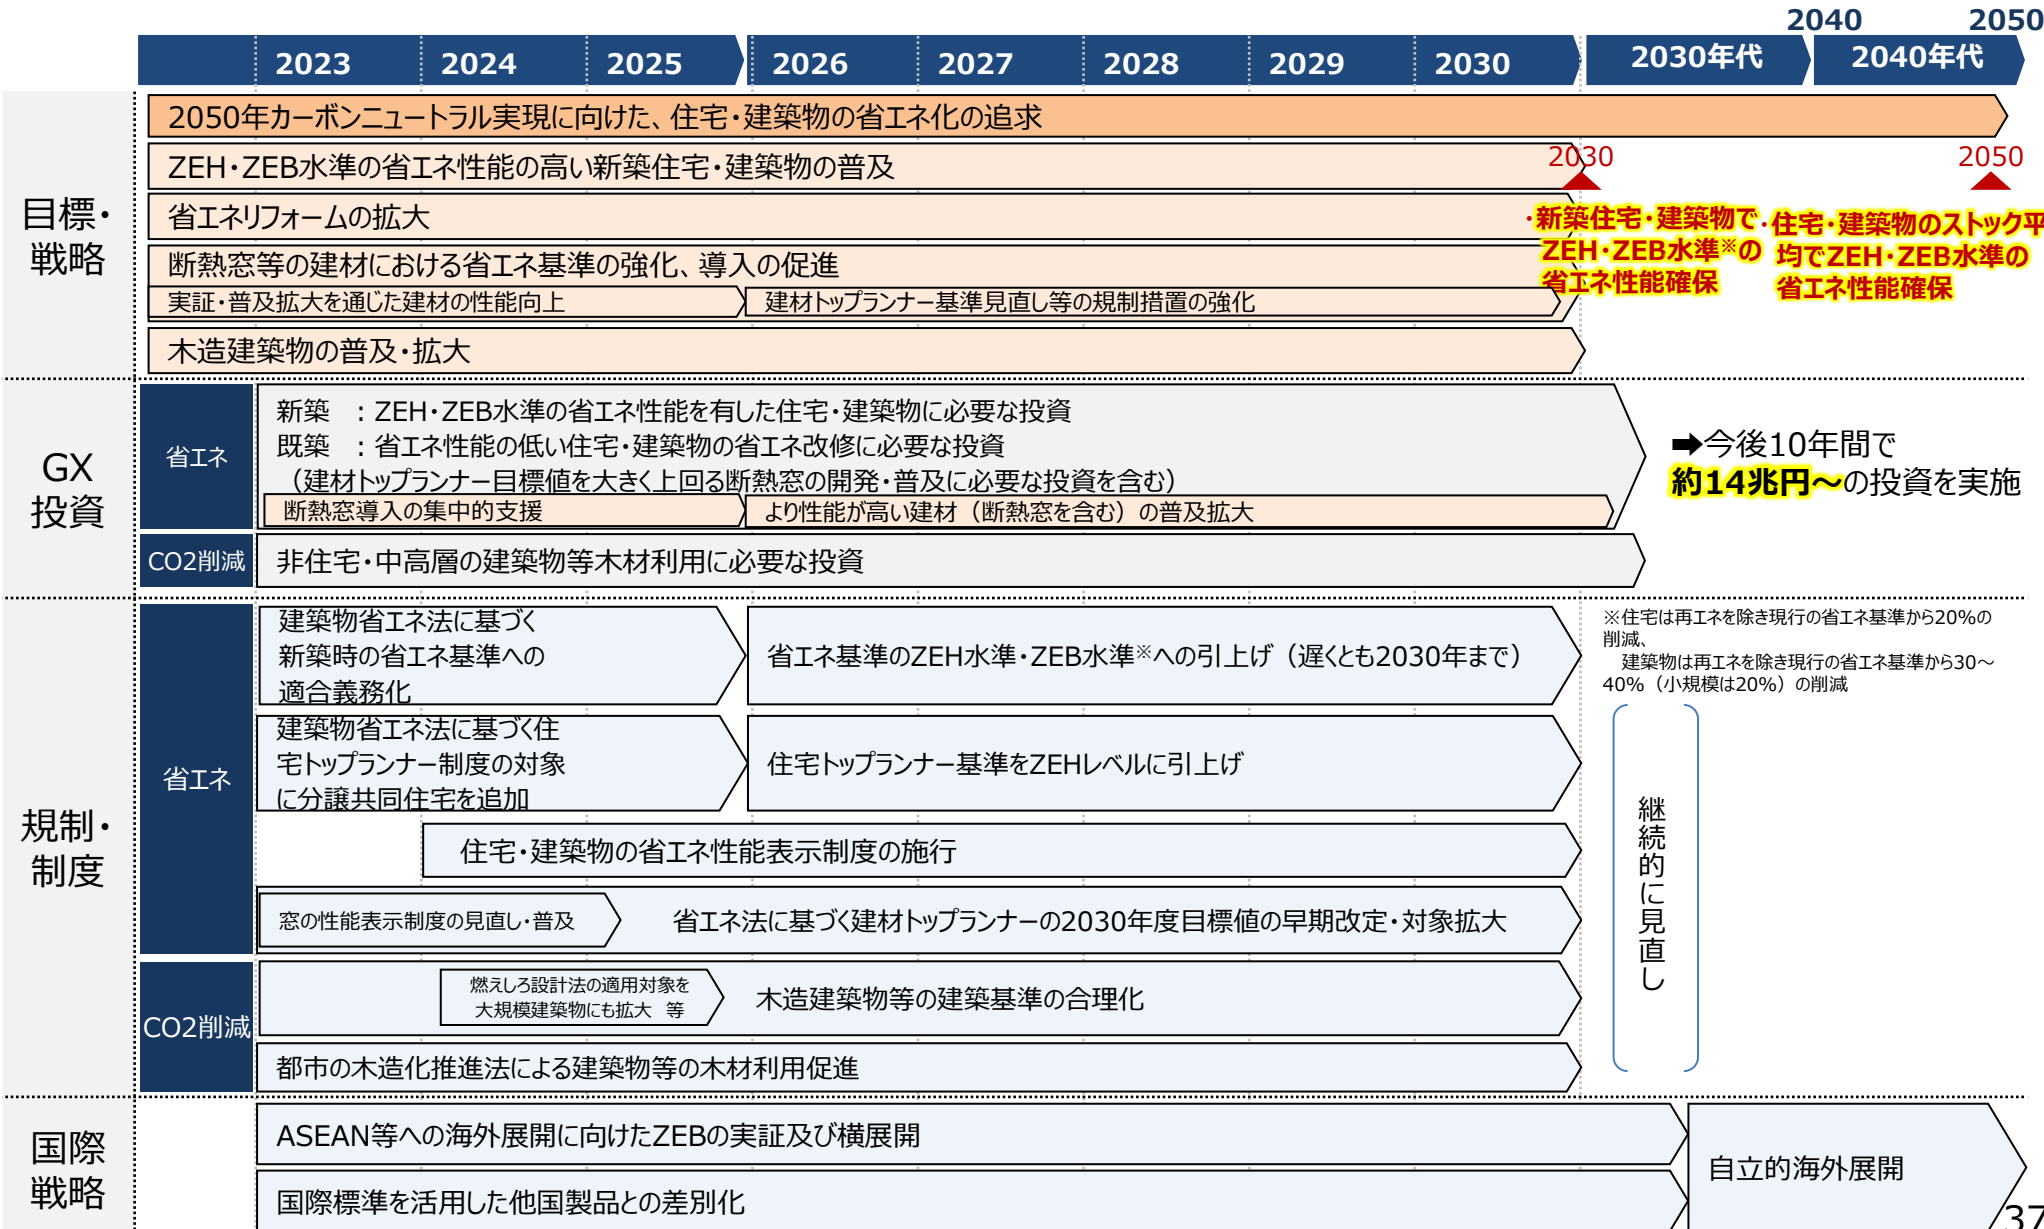 2040 2050
2023 2024 2025 2026 2027 2028 2029 2030 2030年代 2040年代
目標・
戦略
2050年カーボンニュートラル実現に向けた、住宅・建築物の省エネ化の追求
ZEH・ZEB水準の省エネ性能の高い新築住宅・建築物の普及
省エネリフォームの拡大
断熱窓等の建材における省エネ基準の強化、導入の促進
実証・普及拡大を通じた建材の性能向上
建材トップランナー基準見直し等の規制措置の強化
木造建築物の普及・拡大
2030
・新築住宅・建築物で
ZEH・ZEB水準※の
省エネ性能確保
2050
・住宅・建築物のストック平
均でZEH・ZEB水準の
省エネ性能確保
GX
投資
省エネ
新築 :ZEH・ZEB水準の省エネ性能を有した住宅・建築物に必要な投資
既築 :省エネ性能の低い住宅・建築物の省エネ改修に必要な投資
(建材トップランナー目標値を大きく上回る断熱窓の開発・普及に必要な投資を含む)
断熱窓導入の集中的支援
より性能が高い建材(断熱窓を含む)の普及拡大
CO2削減
非住宅・中高層の建築物等木材利用に必要な投資
➡今後10年間で
約14兆円~の投資を実施
規制・
制度
省エネ
建築物省エネ法に基づく
新築時の省エネ基準への
適合義務化
省エネ基準のZEH水準・ZEB水準※への引上げ(遅くとも2030年まで)
建築物省エネ法に基づく住
宅トップランナー制度の対象
に分譲共同住宅を追加
住宅トップランナー基準をZEHレベルに引上げ
住宅・建築物の省エネ性能表示制度の施行
窓の性能表示制度の見直し・普及
省エネ法に基づく建材トップランナーの2030年度目標値の早期改定・対象拡大
CO2削減
燃えしろ設計法の適用対象を
大規模建築物にも拡大 等
木造建築物等の建築基準の合理化
都市の木造化推進法による建築物等の木材利用促進
※住宅は再エネを除き現行の省エネ基準から20%の
削減、
建築物は再エネを除き現行の省エネ基準から30~
40%(小規模は20%)の削減
継続的に見直し
国際
戦略
ASEAN等への海外展開に向けたZEBの実証及び横展開
国際標準を活用した他国製品との差別化
自立的海外展開
37